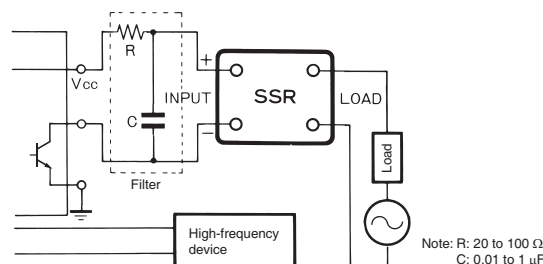 R
Vcc
INPUT
SSR
LOAD
+
−
C
Filter
Load
High-frequency
device
Note: R: 20 to 100 Ω
C: 0.01 to 1 μF